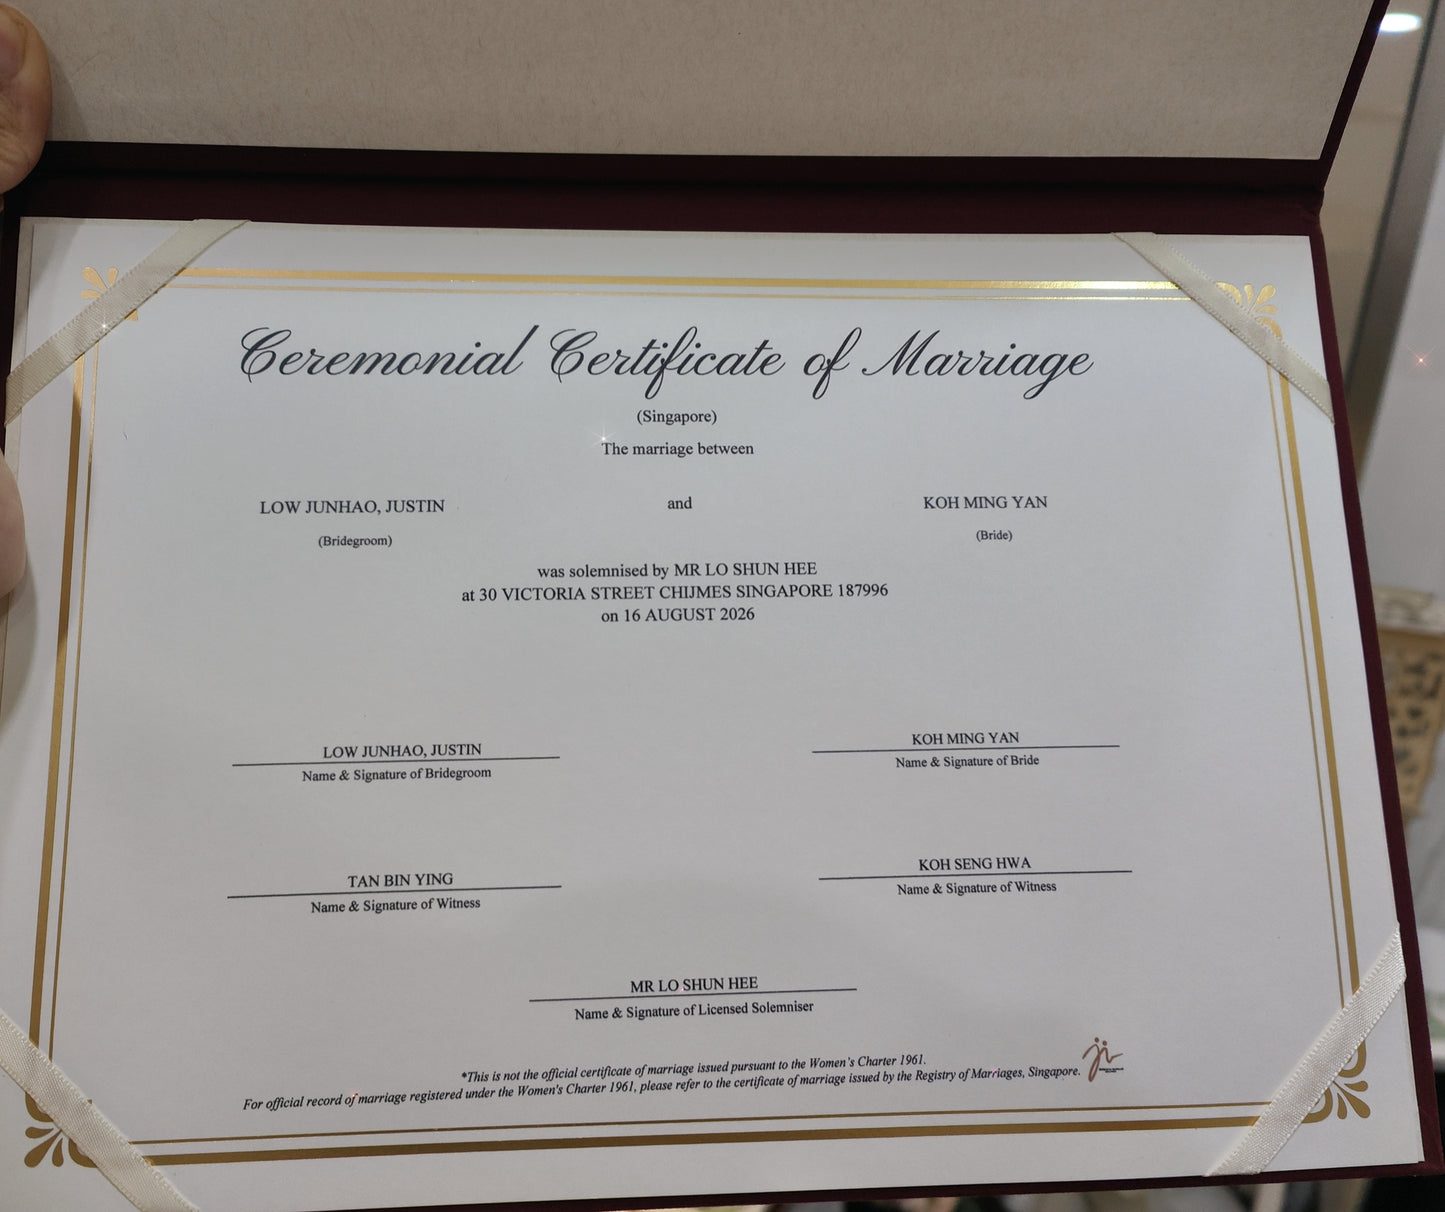 Ceremonial Certificate of Marriage
(Singapore)
The marriage between
LOW JUNHAO, JUSTIN and KOH MING YAN
(Bridegroom) (Bride)
was solemnised by MR LO SHUN HEE
at 30 VICTORIA STREET CHIJMES SINGAPORE 187996
on 16 AUGUST 2026
LOW JUNHAO, JUSTIN KOH MING YAN
Name & Signature of Bridegroom Name & Signature of Bride
TAN BIN YING KOH SENG HWA
Name & Signature of Witness Name & Signature of Witness
MR LO SHUN HEE
Name & Signature of Licensed Solemniser
*This is not the official certificate of marriage issued pursuant to the Women's Charter 1961.
For official record of marriage registered under the Women's Charter 1961, please refer to the certificate of marriage issued by the Registry of Marriages, Singapore.